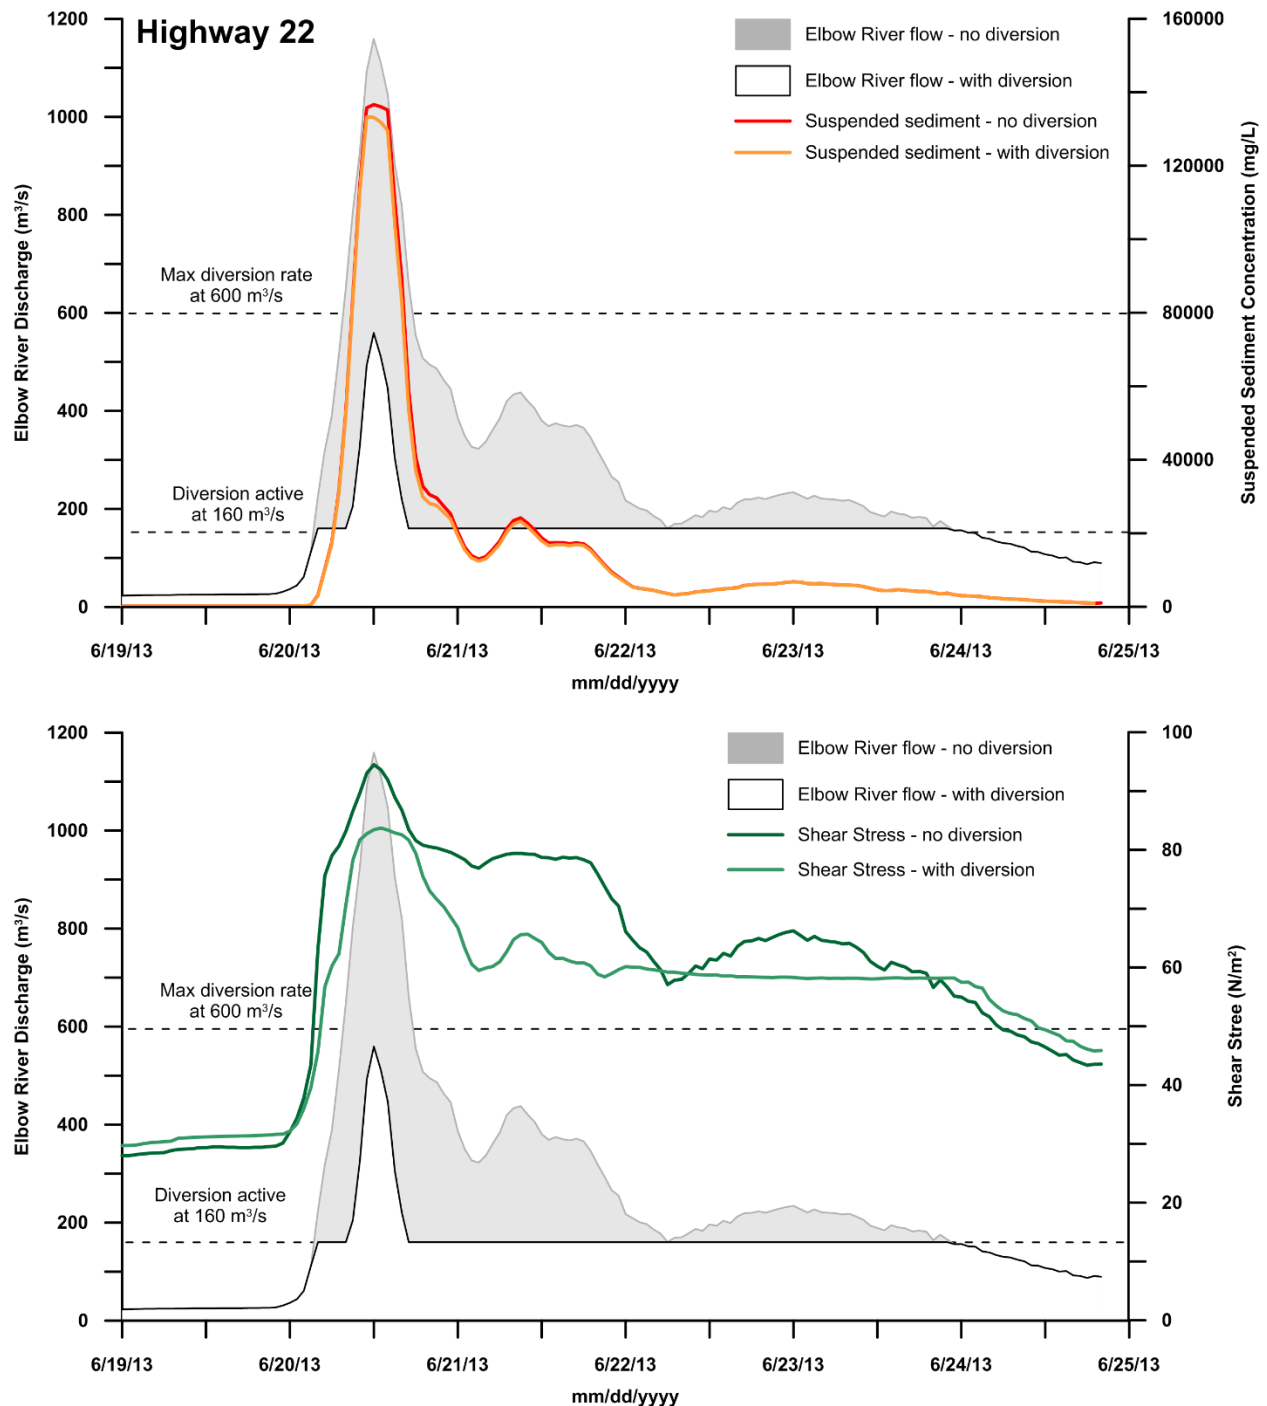 Highway 22
Elbow River flow - no diversion
Elbow River flow - with diversion
Suspended sediment - no diversion
Suspended sediment - with diversion
1200
1000
800
600
400
200
0
Elbow River Discharge (m³/s)
160000
120000
80000
40000
0
Suspended Sediment Concentration (mg/L)
Max diversion rate
at 600 m³/s
Diversion active
at 160 m³/s
6/19/13 6/20/13 6/21/13 6/22/13 6/23/13 6/24/13 6/25/13
mm/dd/yyyy
Elbow River flow - no diversion
Elbow River flow - with diversion
Shear Stress - no diversion
Shear Stress - with diversion
1200
1000
800
600
400
200
0
Elbow River Discharge (m³/s)
100
80
60
40
20
0
Shear Stree (N/m²)
Max diversion rate
at 600 m³/s
Diversion active
at 160 m³/s
6/19/13 6/20/13 6/21/13 6/22/13 6/23/13 6/24/13 6/25/13
mm/dd/yyyy